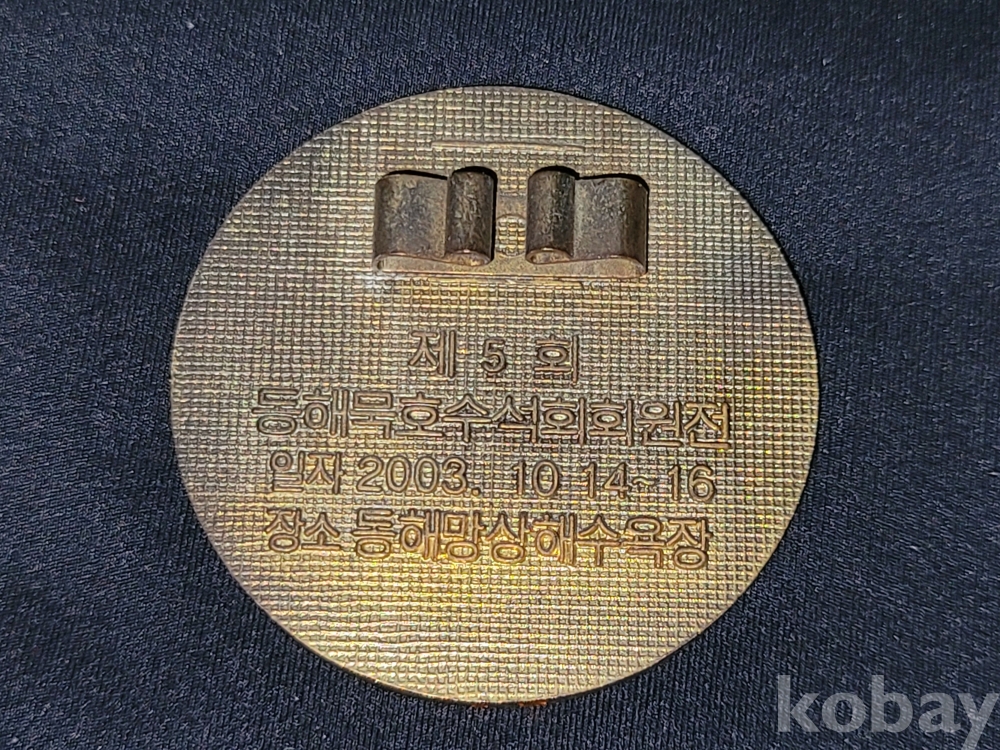 제 5 회
동해묵호수석회회원전
일자 2003. 10 14~16
장소 동해망상해수욕장
kobay